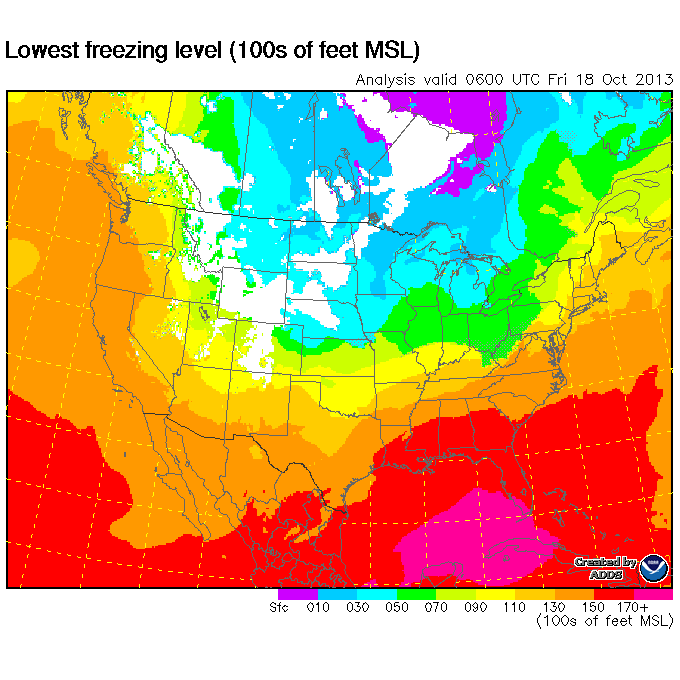 Lowest freezing level (100s of feet MSL)
Analysis valid 0600 UTC Fri 18 Oct 2013
Created by
ADDS
Sfc 010 030 050 070 090 110 130 150 170+
(100s of feet MSL)